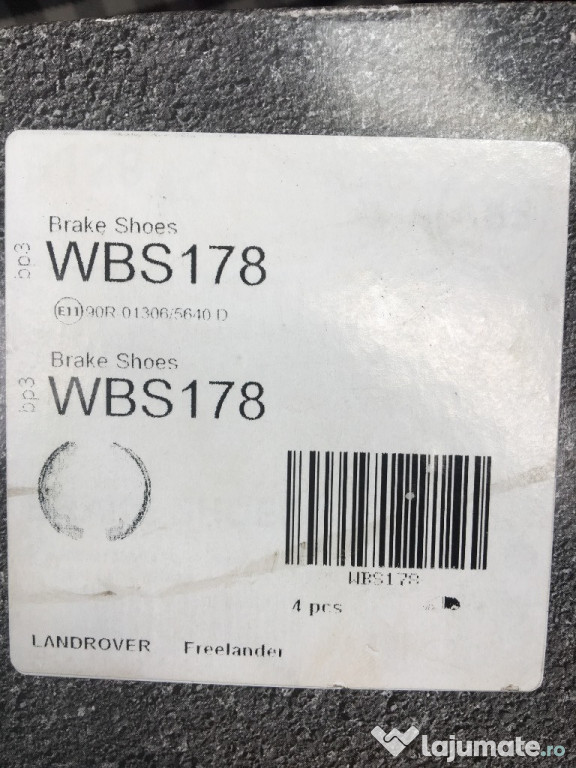 bp3
Brake Shoes
WBS178
E11 90R 01306/5640 D
bp3
Brake Shoes
WBS178
WBS178
4 pcs
LANDROVER Freelander
Lajumate.ro